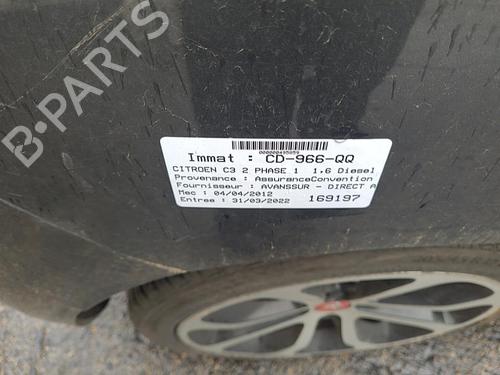 B-PARTS
000000495059
Immat : CD-966-QQ
CITROEN C3 2 PHASE 1 1.6 Diesel
Provenance : AssuranceConvention
Fournisseur : AVANSSUR - DIRECT A
Mec : 04/04/2012
Entree : 31/03/2022 169197